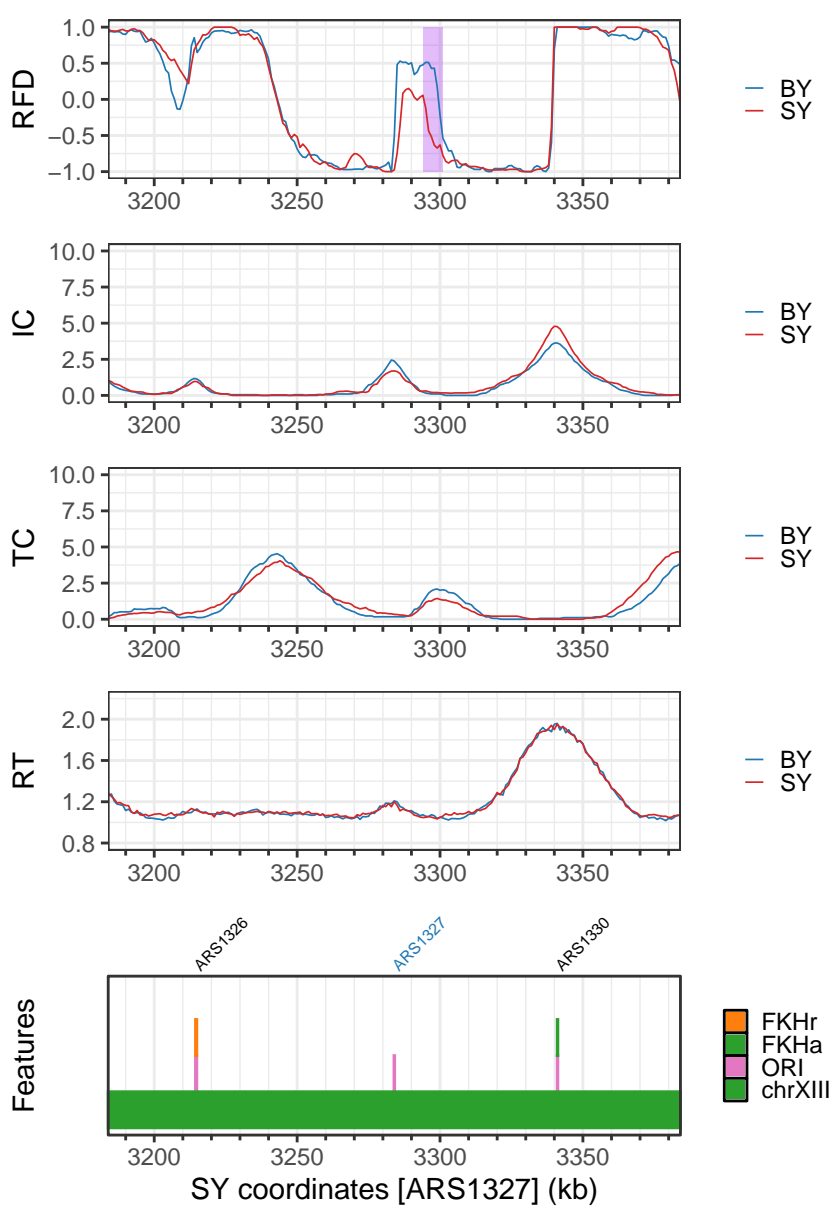 RFD
1.0
0.5
0.0
−0.5
−1.0
3200 3250 3300 3350
BY
SY
IC
10.0
7.5
5.0
2.5
0.0
3200 3250 3300 3350
BY
SY
TC
10.0
7.5
5.0
2.5
0.0
3200 3250 3300 3350
BY
SY
RT
2.0
1.6
1.2
0.8
3200 3250 3300 3350
BY
SY
ARS1326 ARS1327 ARS1330
Features
FKHr
FKHa
ORI
chrXIII
3200 3250 3300 3350
SY coordinates [ARS1327] (kb)